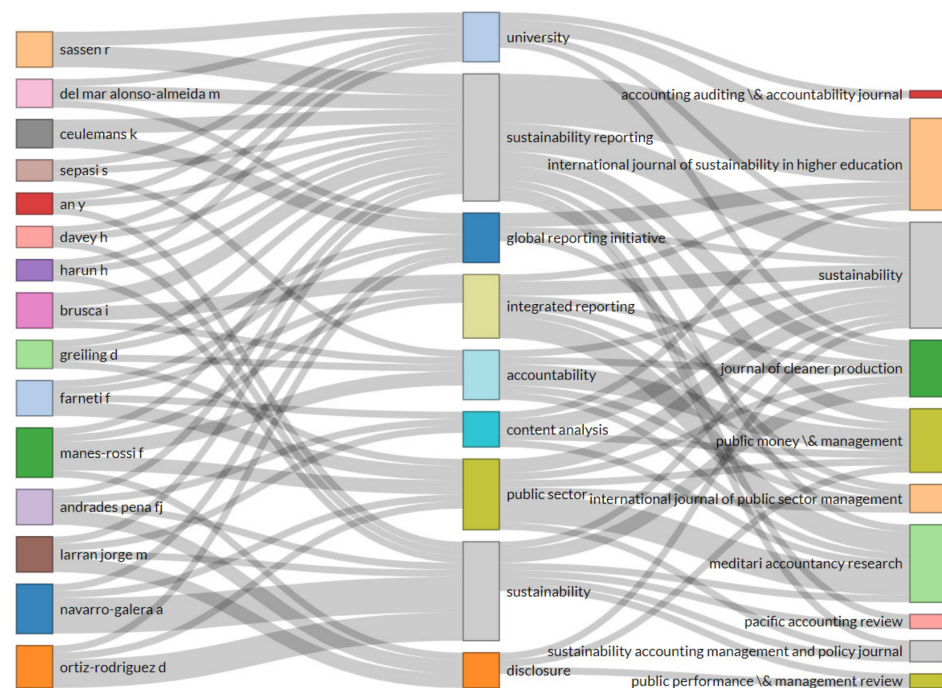 sassen r
del mar alonso-almeida m
ceulemans k
sepasi s
an y
davey h
harun h
brusca i
greiling d
farneti f
manes-rossi f
andrades pena fj
larran jorge m
navarro-galera a
ortiz-rodriguez d
university
sustainability reporting
global reporting initiative
integrated reporting
accountability
content analysis
public sector
sustainability
disclosure
accounting auditing \& accountability journal
international journal of sustainability in higher education
sustainability
journal of cleaner production
public money \& management
international journal of public sector management
meditari accountancy research
pacific accounting review
sustainability accounting management and policy journal
public performance \& management review